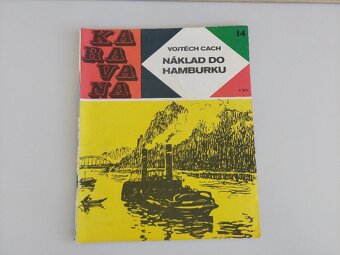 KA
RA
VA
NA
14
VOJTĚCH CACH
NÁKLAD DO
HAMBURKU